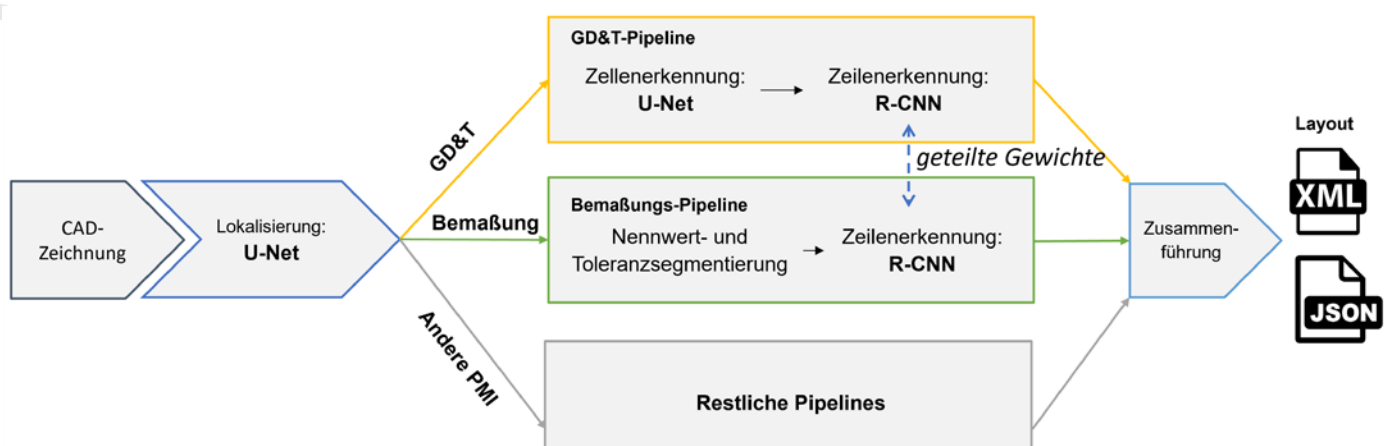 CAD-
Zeichnung
Lokalisierung:
U-Net
GD&T
Bemaßung
Andere PMI
GD&T-Pipeline
Zellenerkennung:
U-Net
Zeilenerkennung:
R-CNN
geteilte Gewichte
Bemaßungs-Pipeline
Nennwert- und
Toleranzsegmentierung
Zeilenerkennung:
R-CNN
Restliche Pipelines
Zusammen-
führung
Layout
XML
JSON